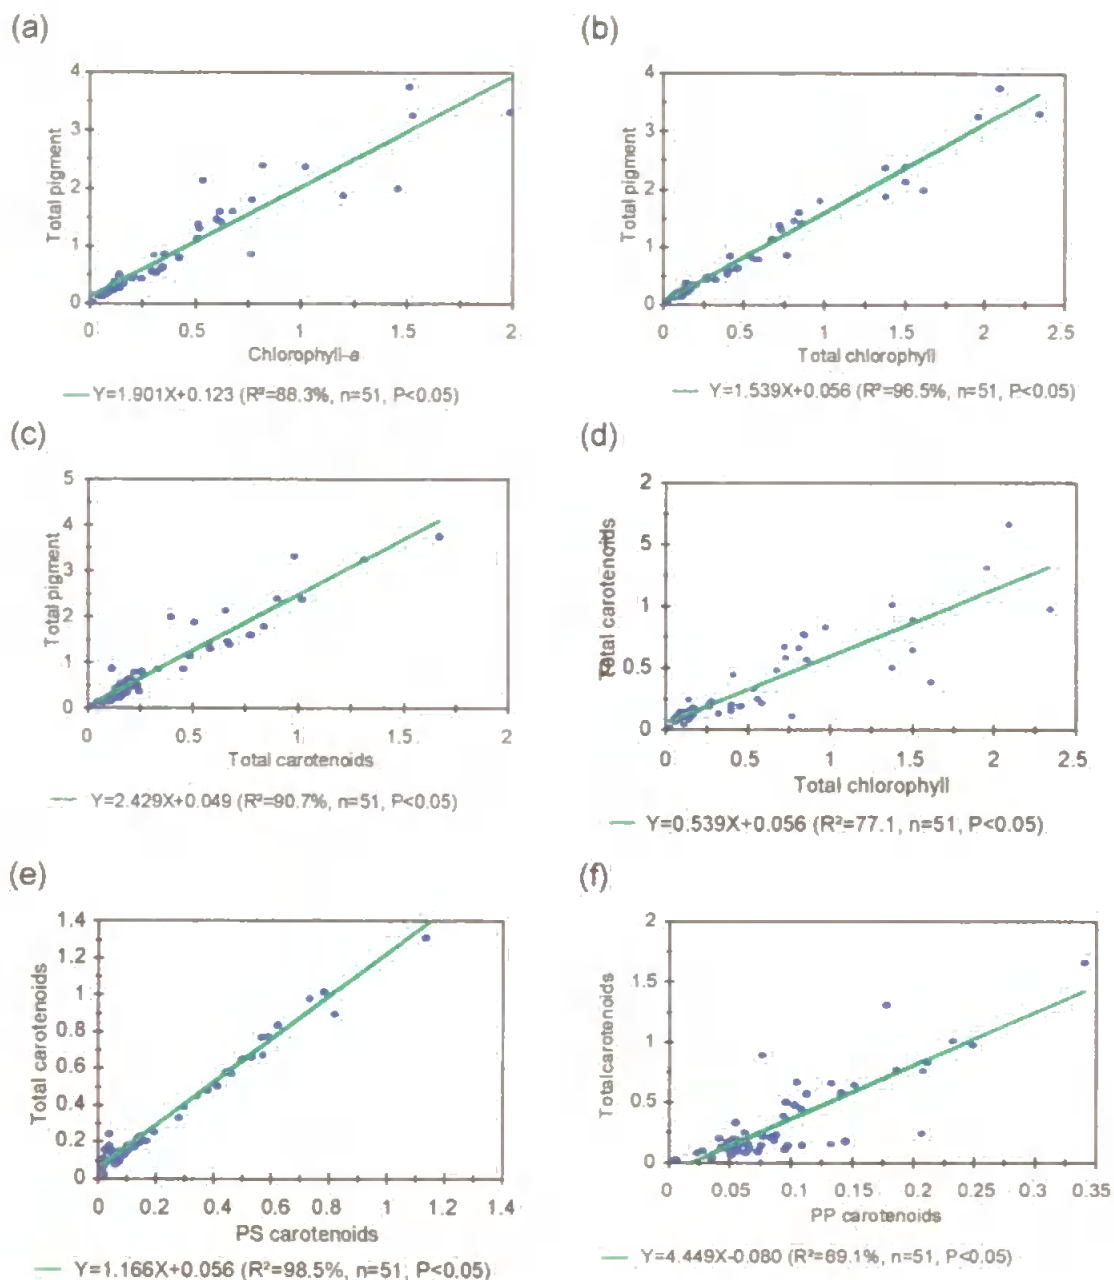 (a)
Total pigment
4
3
2
1
0
0 0.5 1 1.5 2
Chlorophyll-a
Y=1.901X+0.123 (R²=88.3%, n=51, P<0.05)
(b)
Total pigment
4
3
2
1
0
0 0.5 1 1.5 2 2.5
Total chlorophyll
Y=1.539X+0.056 (R²=96.5%, n=51, P<0.05)
(c)
Total pigment
5
4
3
2
1
0
0 0.5 1 1.5 2
Total carotenoids
Y=2.429X+0.049 (R²=90.7%, n=51, P<0.05)
(d)
Total carotenoids
2
5
1
0.5
0
0 0.5 1 1.5 2 2.5
Total chlorophyll
Y=0.539X+0.056 (R²=77.1, n=51, P<0.05)
(e)
Total carotenoids
1.4
1.2
1
0.8
0.6
0.4
0.2
0
0 0.2 0.4 0.6 0.8 1 1.2 1.4
PS carotenoids
Y=1.166X+0.056 (R²=98.5%, n=51, P<0.05)
(f)
Total carotenoids
2
1.5
1
0.5
0
0 0.05 0.1 0.15 0.2 0.25 0.3 0.35
PP carotenoids
Y=4.449X-0.080 (R²=69.1%, n=51, P<0.05)